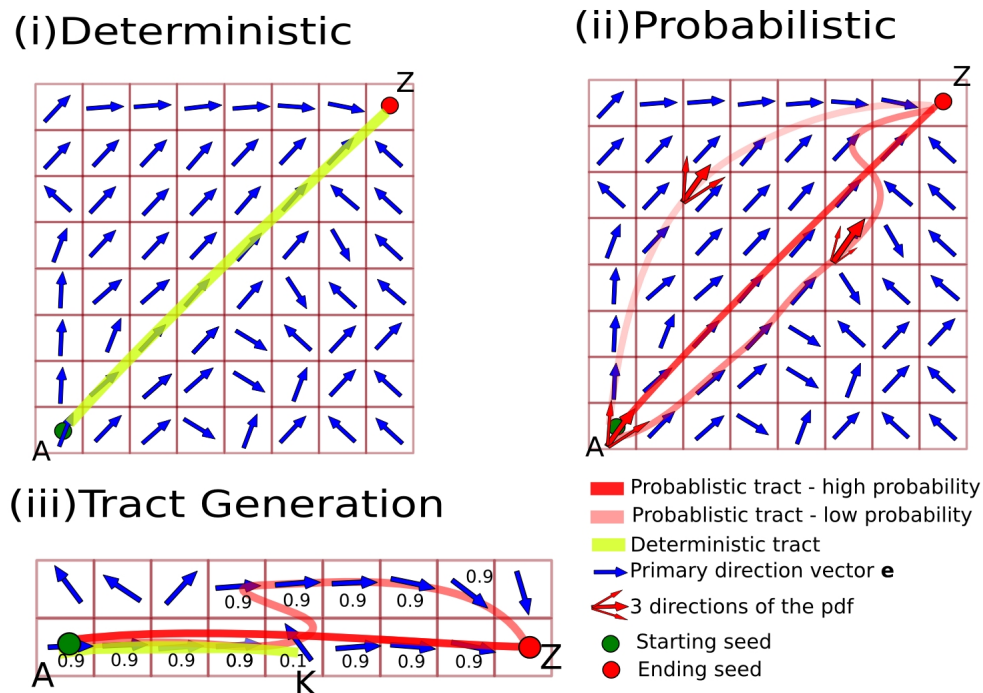 (i)Deterministic
(ii)Probabilistic
Z
Z
A
A
(iii)Tract Generation
Probablistic tract - high probability
Probablistic tract - low probability
Deterministic tract
Primary direction vector e
3 directions of the pdf
Starting seed
Ending seed
0.9
0.9 0.9 0.9 0.9
0.9 0.9 0.9 0.9 0.1 0.9 0.9 0.9
A
K
Z